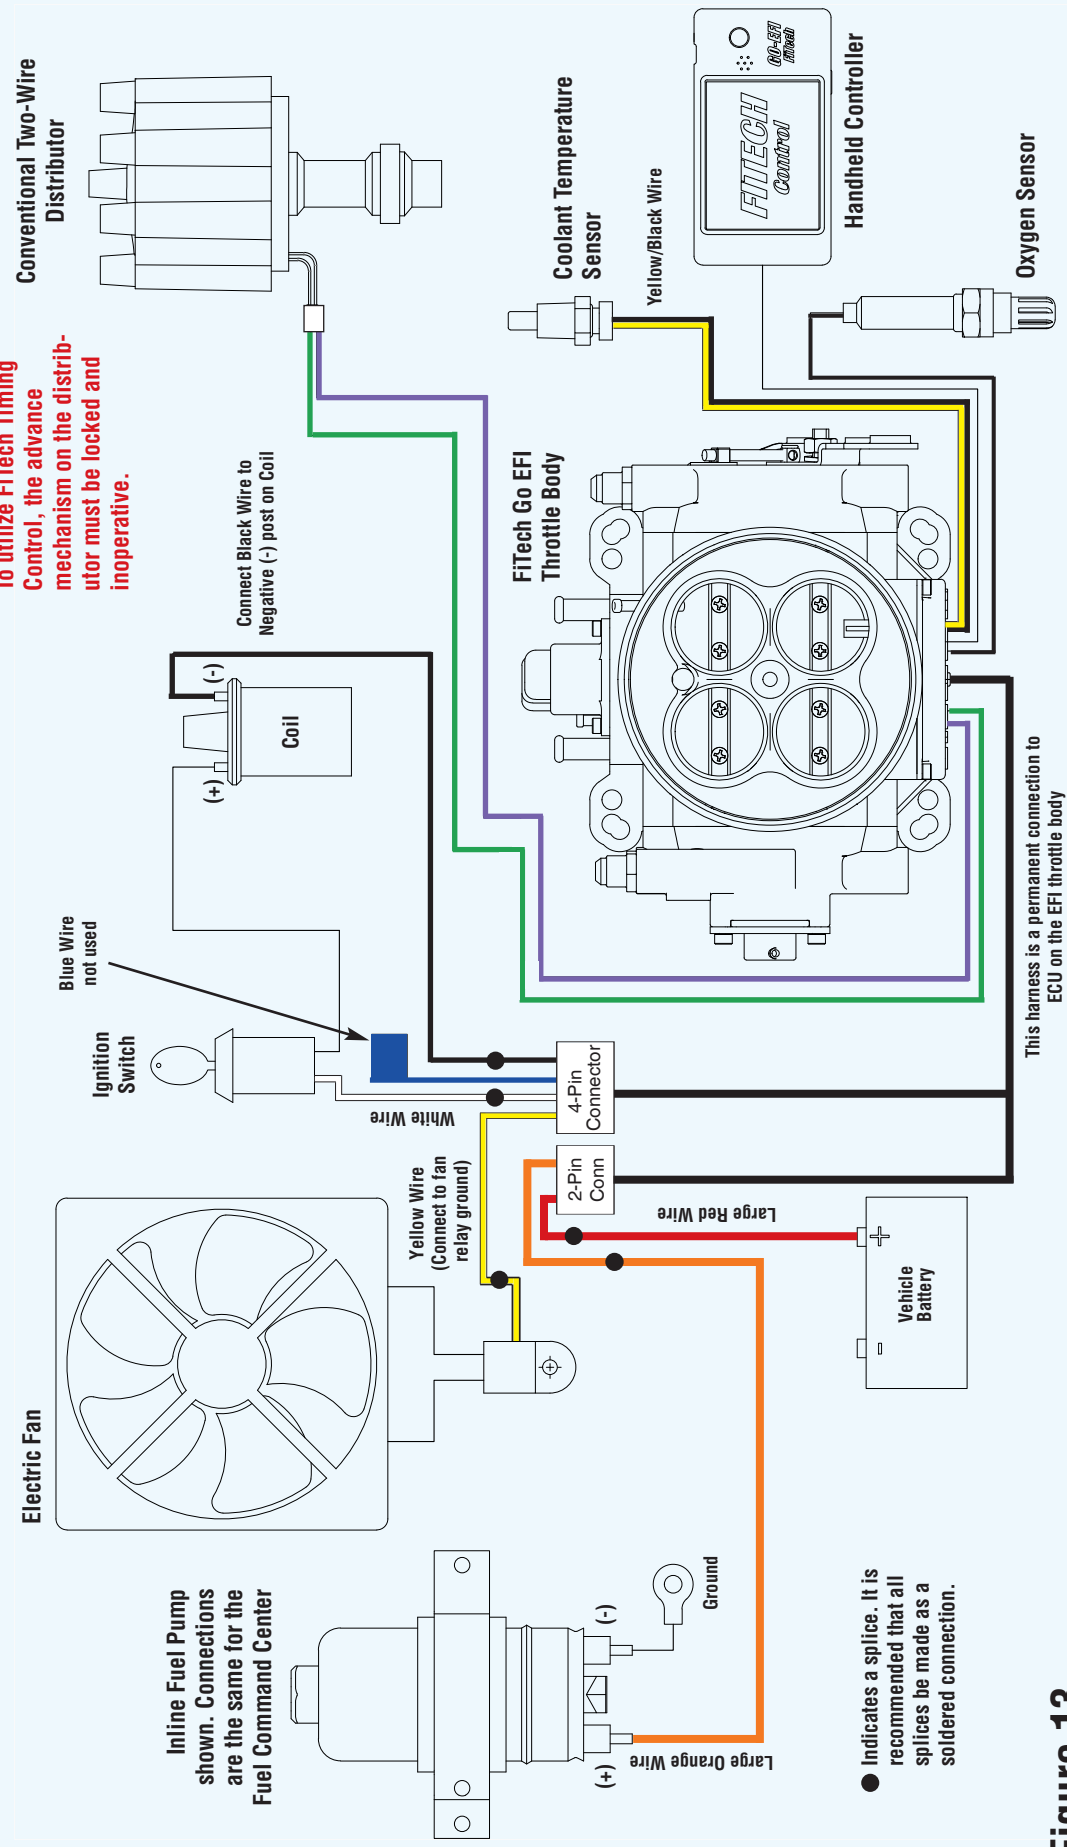 To utilize FiTech Timing
Control, the advance
mechanism on the distrib-
utor must be locked and
inoperative.
Conventional Two-Wire
Distributor
Connect Black Wire to
Negative (-) post on Coil
(-)
(+)
Coil
Blue Wire
not used
Ignition
Switch
White Wire
Electric Fan
Yellow Wire
(Connect to fan
relay ground)
4-Pin
Connector
2-Pin
Conn
Large Red Wire
Vehicle
Battery
+
-
Inline Fuel Pump
shown. Connections
are the same for the
Fuel Command Center
(+)
(-)
Ground
Large Orange Wire
Coolant Temperature
Sensor
Yellow/Black Wire
FITECH
Control
GO-EFI
FiTech
Handheld Controller
Oxygen Sensor
FiTech Go EFI
Throttle Body
This harness is a permanent connection to
ECU on the EFI throttle body
Indicates a splice. It is
recommended that all
splices be made as a
soldered connection.
Figure 13